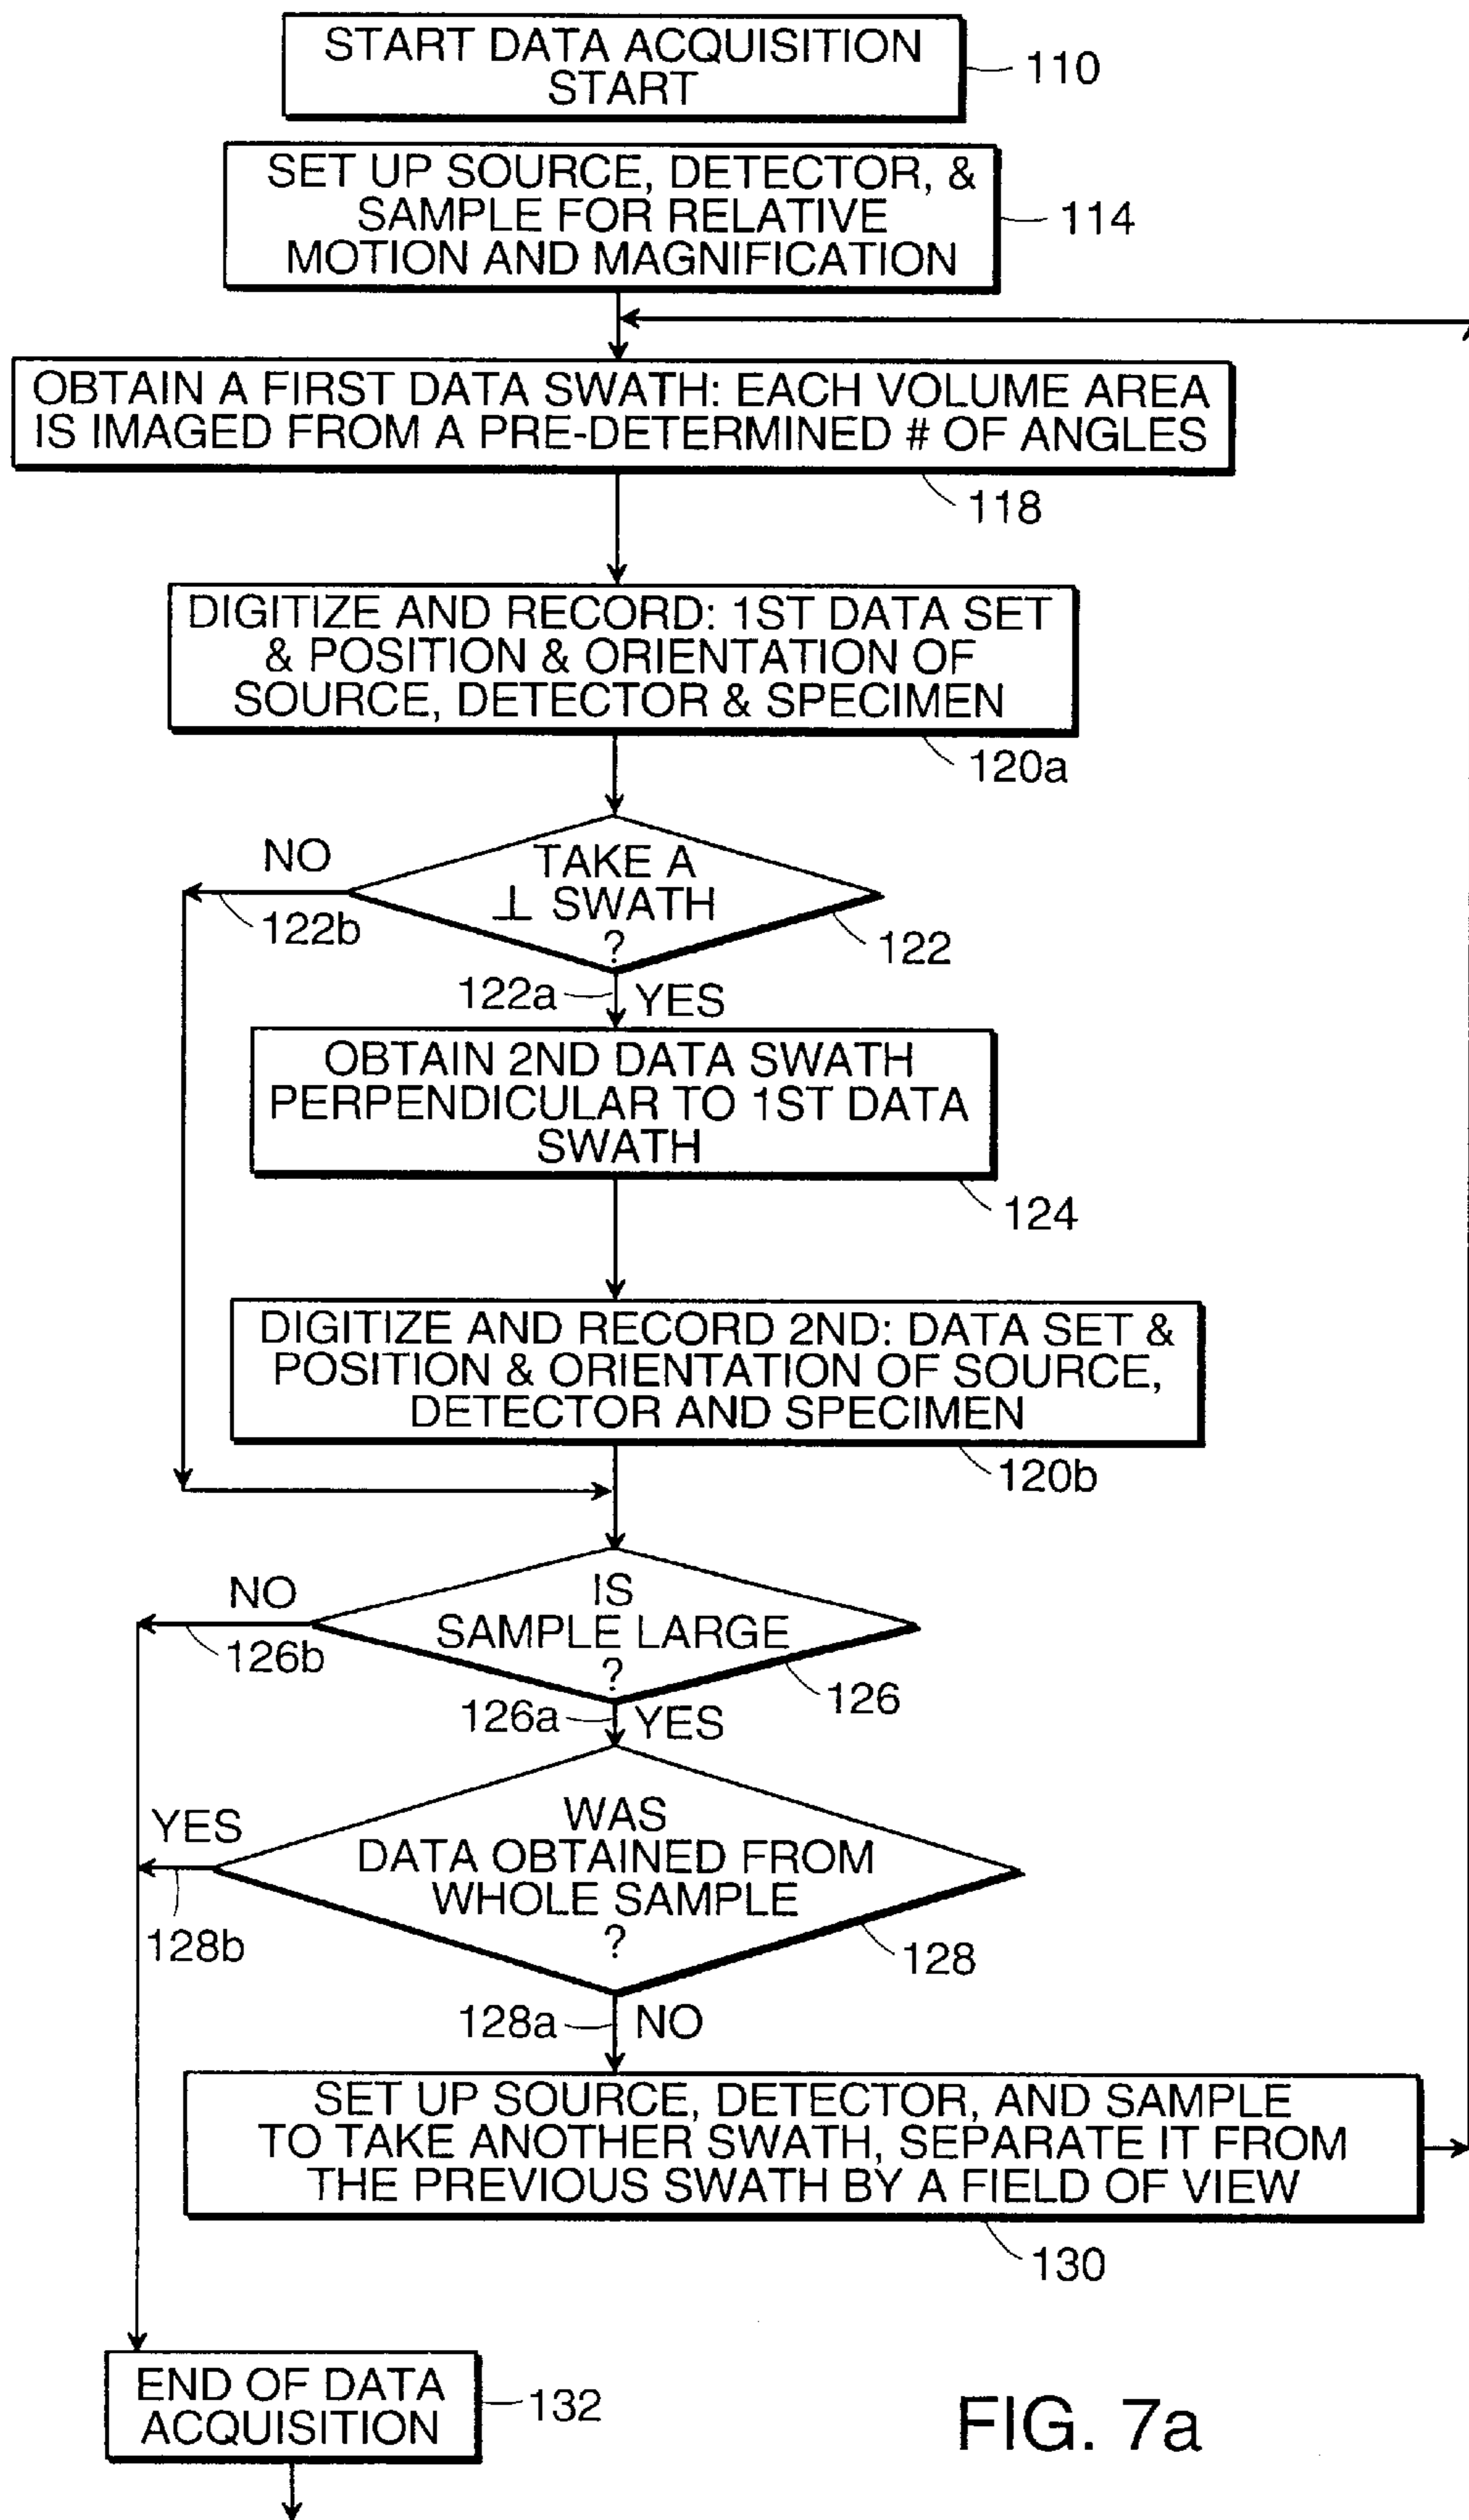 START DATA ACQUISITION
START
110
SET UP SOURCE, DETECTOR, &
SAMPLE FOR RELATIVE
MOTION AND MAGNIFICATION
114
OBTAIN A FIRST DATA SWATH: EACH VOLUME AREA
IS IMAGED FROM A PRE-DETERMINED # OF ANGLES
118
DIGITIZE AND RECORD: 1ST DATA SET
& POSITION & ORIENTATION OF
SOURCE, DETECTOR & SPECIMEN
120a
NO
TAKE A
⊥ SWATH
?
122b
122
122a
YES
OBTAIN 2ND DATA SWATH
PERPENDICULAR TO 1ST DATA
SWATH
124
DIGITIZE AND RECORD 2ND: DATA SET &
POSITION & ORIENTATION OF SOURCE,
DETECTOR AND SPECIMEN
120b
NO
IS
SAMPLE LARGE
?
126b
126
126a
YES
YES
WAS
DATA OBTAINED FROM
WHOLE SAMPLE
?
128b
128
128a
NO
SET UP SOURCE, DETECTOR, AND SAMPLE
TO TAKE ANOTHER SWATH, SEPARATE IT FROM
THE PREVIOUS SWATH BY A FIELD OF VIEW
130
END OF DATA
ACQUISITION
132
FIG. 7a